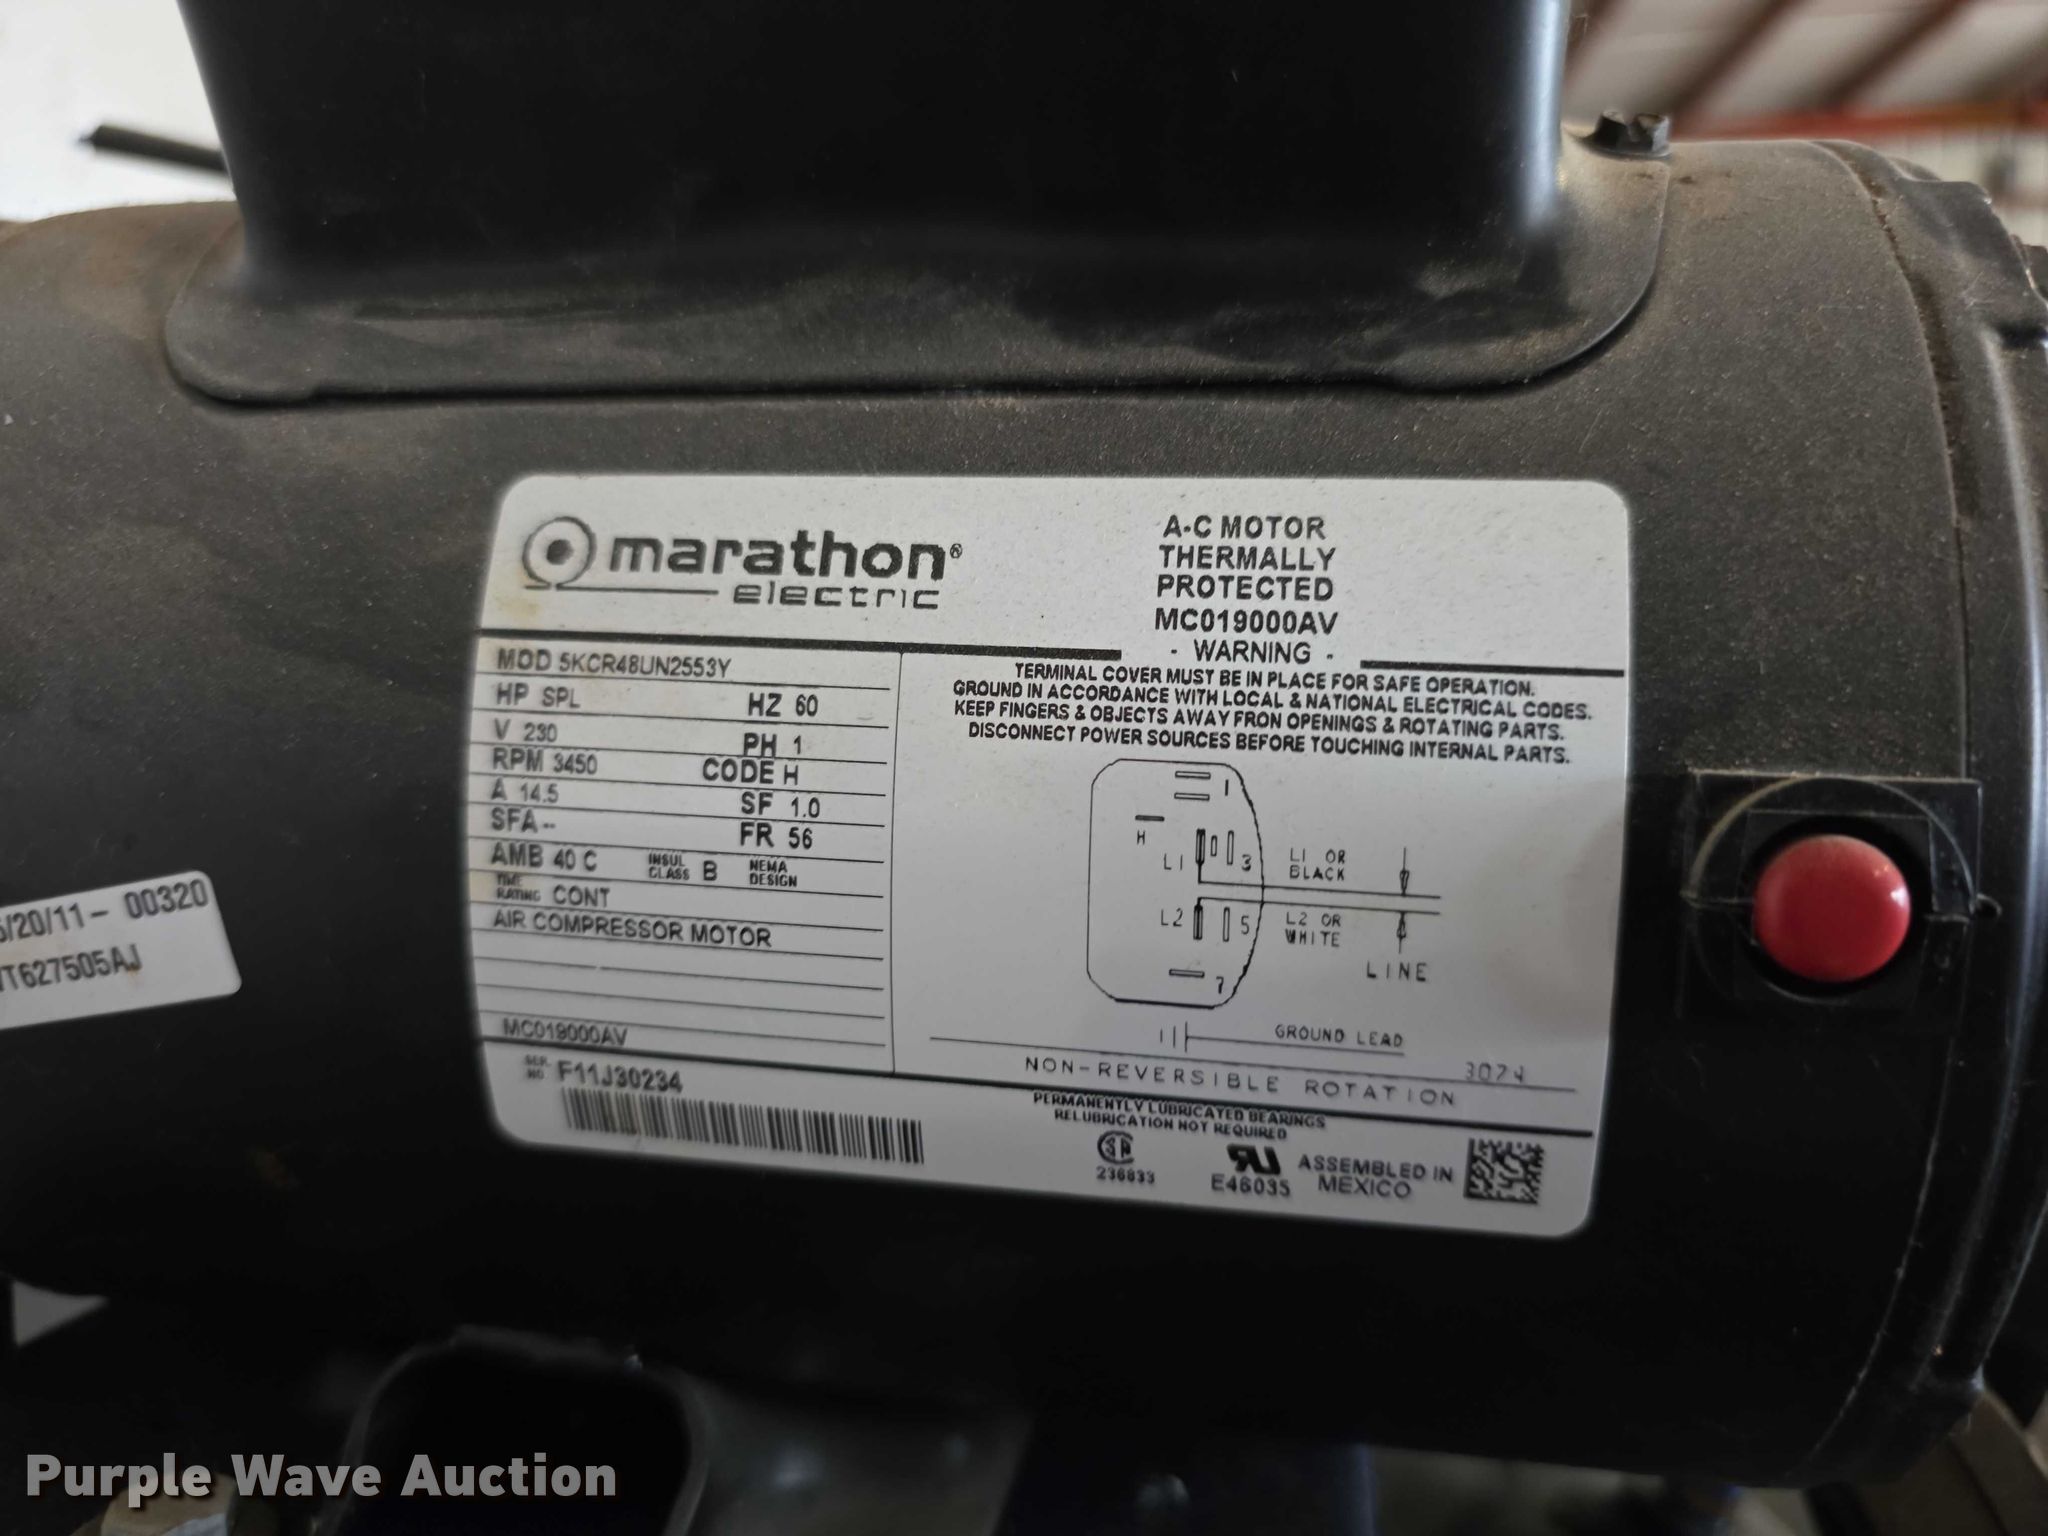 marathon®
electric
A-C MOTOR
THERMALLY
PROTECTED
MC019000AV
- WARNING -
TERMINAL COVER MUST BE IN PLACE FOR SAFE OPERATION.
GROUND IN ACCORDANCE WITH LOCAL & NATIONAL ELECTRICAL CODES.
KEEP FINGERS & OBJECTS AWAY FRON OPENINGS & ROTATING PARTS.
DISCONNECT POWER SOURCES BEFORE TOUCHING INTERNAL PARTS.
MOD 5KCR48UN2553Y
HP SPL HZ 60
V 230 PH 1
RPM 3450 CODE H
A 14.5 SF 1.0
SFA -- FR 56
AMB 40 C INSUL CLASS B NEMA DESIGN
TIME RATING CONT
AIR COMPRESSOR MOTOR
MC019000AV
SER. NO. F11J30234
1
H
L1 3
L1 OR
BLACK
L2 5
L2 OR
WHITE
LINE
7
GROUND LEAD
3074
NON-REVERSIBLE ROTATION
PERMANENTLY LUBRICATED BEARINGS
RELUBRICATION NOT REQUIRED
236833
E46035
ASSEMBLED IN
MEXICO
/20/11- 00320
T627505AJ
Purple Wave Auction